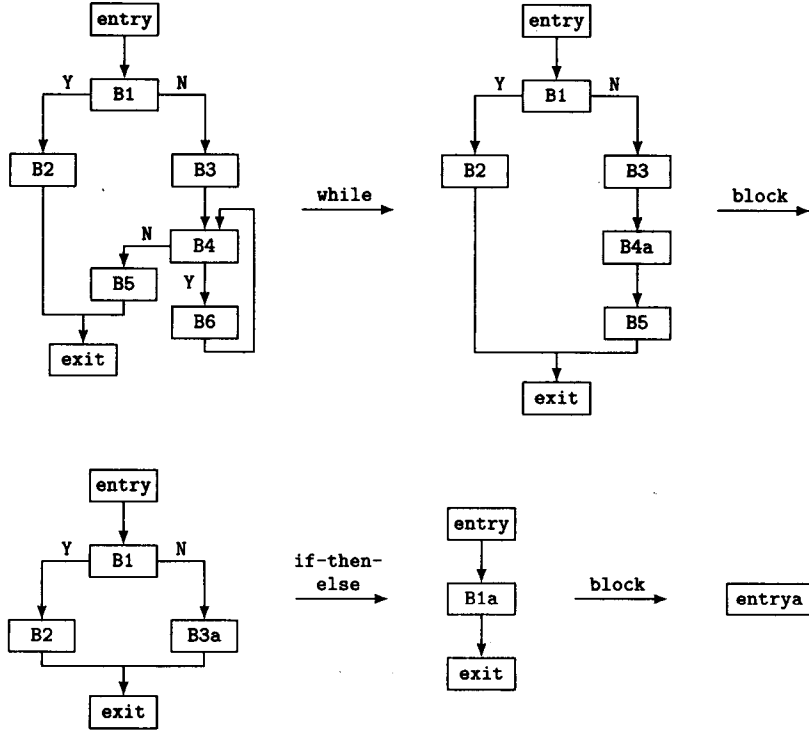 entry
Y
B1
N
B2
B3
N
B4
B5
Y
B6
exit
while
entry
Y
B1
N
B2
B3
B4a
B5
exit
block
entry
Y
B1
N
B2
B3a
exit
if-then-
else
entry
B1a
exit
block
entrya